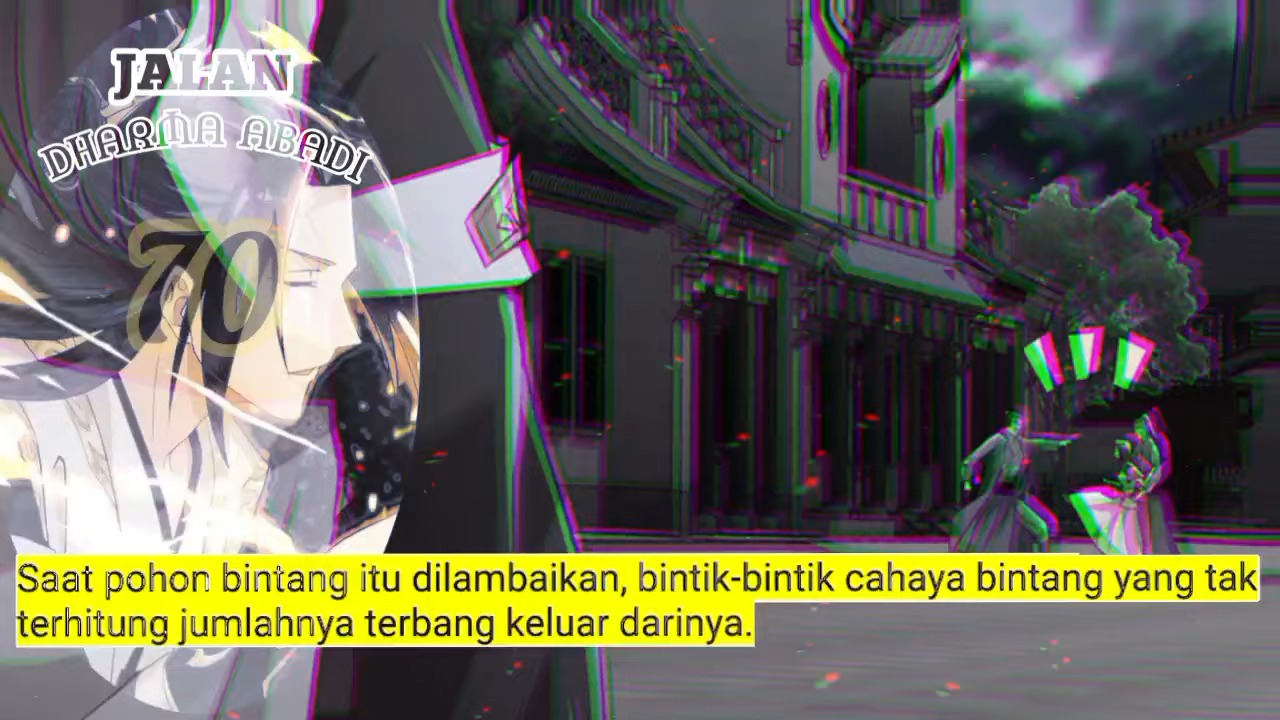 JALAN
DHARMA ABADI
70
Saat pohon bintang itu dilambaikan, bintik-bintik cahaya bintang yang tak
terhitung jumlahnya terbang keluar darinya.